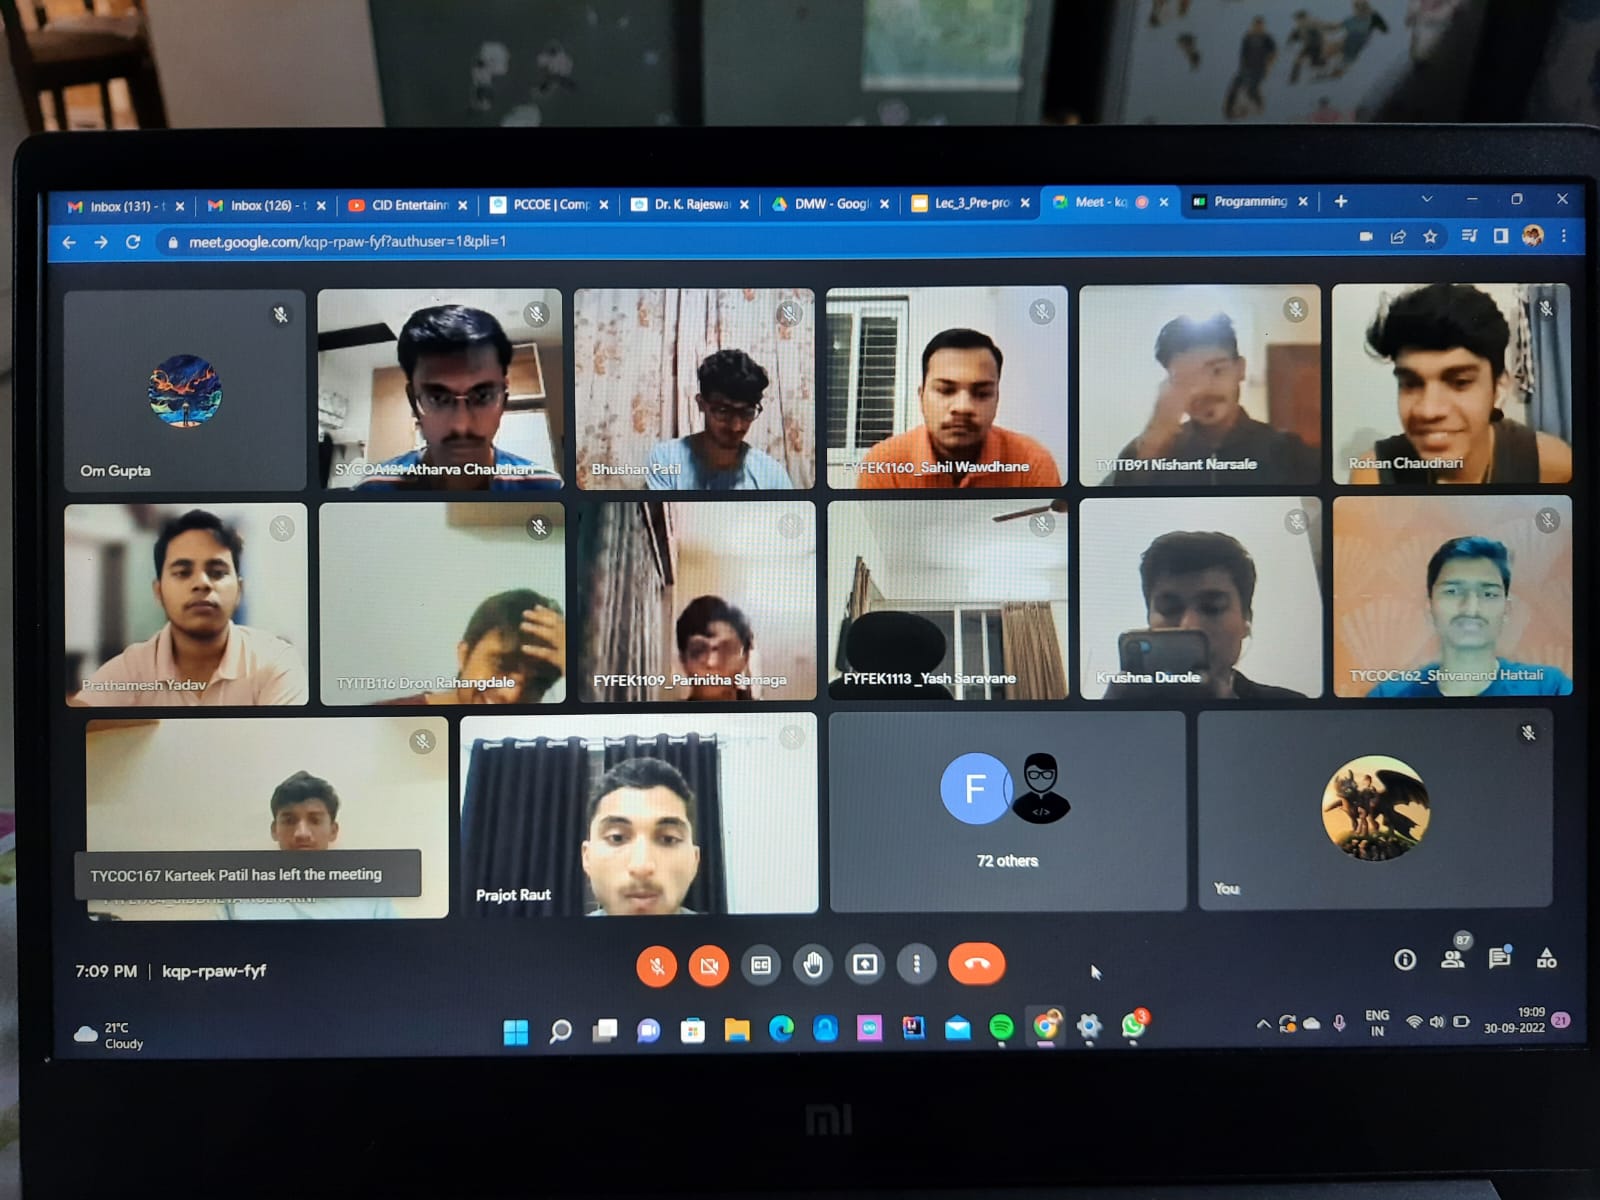 Inbox (131) - t
Inbox (126) - t
CID Entertainm
PCCOE | Comp
Dr. K. Rajeswa
DMW - Google
Lec_3_Pre-pro
Meet - kq
Programming
meet.google.com/kqp-rpaw-fyf?authuser=1&pli=1
Om Gupta
SYCOA121 Atharva Chaudhari
Bhushan Patil
FYFEK1160_Sahil Wawdhane
TYITB91 Nishant Narsale
Rohan Chaudhari
Prathamesh Yadav
TYITB116 Dron Rahangdale
FYFEK1109_Parinitha Samaga
FYFEK1113 _Yash Saravane
Krushna Durole
TYCOC162_Shivanand Hattali
TYCOC167 Karteek Patil has left the meeting
Prajot Raut
F
</>
72 others
You
7:09 PM | kqp-rpaw-fyf
87
21°C
Cloudy
3
ENG
IN
19:09
30-09-2022
21
mi